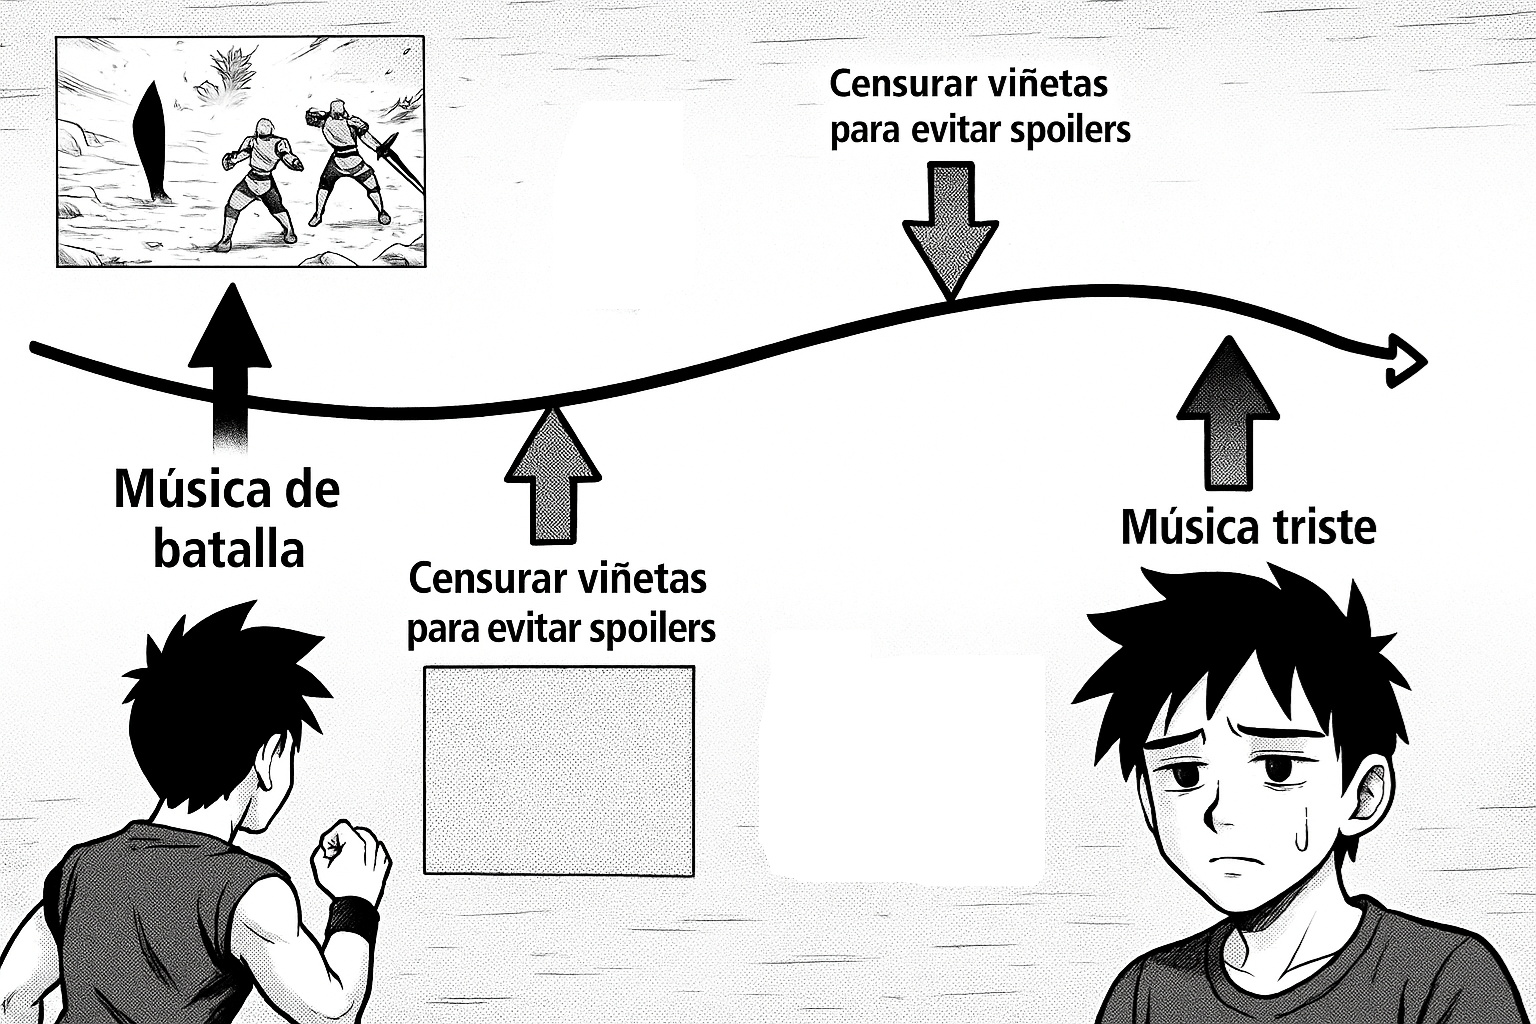 Censurar viñetas
para evitar spoilers
Música de
batalla
Censurar viñetas
para evitar spoilers
Música triste